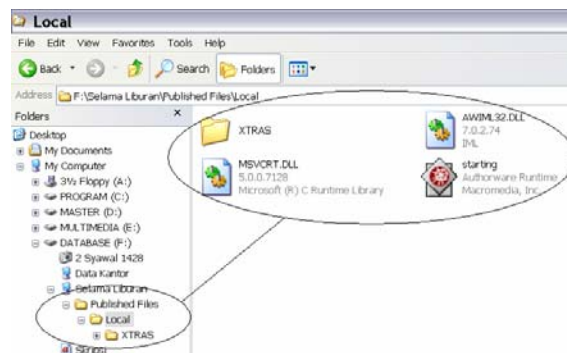 Local
File Edit View Favorites Tools Help
Back Search Folders
Address F:\Selama Liburan\Published Files\Local
Folders ×
Desktop
My Documents
My Computer
3½ Floppy (A:)
PROGRAM (C:)
MASTER (D:)
MULTIMEDIA (E:)
DATABASE (F:)
2 Syawal 1428
Data Kantor
Selama Liburan
Published Files
Local
XTRAS
Scripsi
XTRAS
AWIML32.DLL
7.0.2.74
IML
MSVCRT.DLL
5.0.0.7128
Microsoft (R) C Runtime Library
starting
Authorware Runtime
Macromedia, Inc.